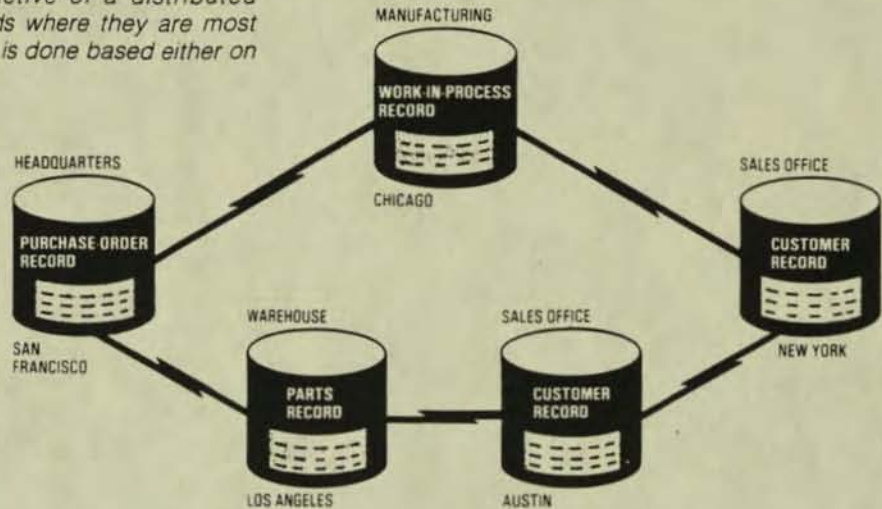 ctive of a distributed
ds where they are most
is done based either on
MANUFACTURING
WORK-IN-PROCESS
RECORD
CHICAGO
HEADQUARTERS
PURCHASE-ORDER
RECORD
SAN
FRANCISCO
SALES OFFICE
CUSTOMER
RECORD
NEW YORK
WAREHOUSE
PARTS
RECORD
LOS ANGELES
SALES OFFICE
CUSTOMER
RECORD
AUSTIN